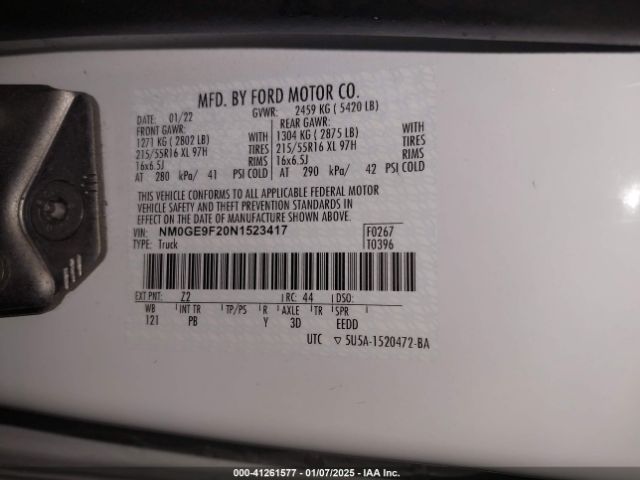 MFD. BY FORD MOTOR CO.
DATE: 01/22 GVWR: 2459 KG ( 5420 LB)
FRONT GAWR: REAR GAWR:
1271 KG ( 2802 LB) WITH 1304 KG ( 2875 LB) WITH
215/55R16 XL 97H TIRES 215/55R16 XL 97H TIRES
16x6.5J RIMS 16x6.5J RIMS
AT 280 kPa/ 41 PSI COLD AT 290 kPa/ 42 PSI COLD
THIS VEHICLE CONFORMS TO ALL APPLICABLE FEDERAL MOTOR
VEHICLE SAFETY AND THEFT PREVENTION STANDARDS IN
EFFECT ON THE DATE OF MANUFACTURE SHOWN ABOVE.
VIN: NM0GE9F20N1523417 F0267
TYPE: Truck T0396
EXT PNT: Z2 RC: 44 DSO:
WB INT TR TP/PS R AXLE TR SPR
121 PB Y 3D EEDD
UTC ▽ 5U5A-1520472-BA
000-41261577 - 01/07/2025 - IAAI.COM